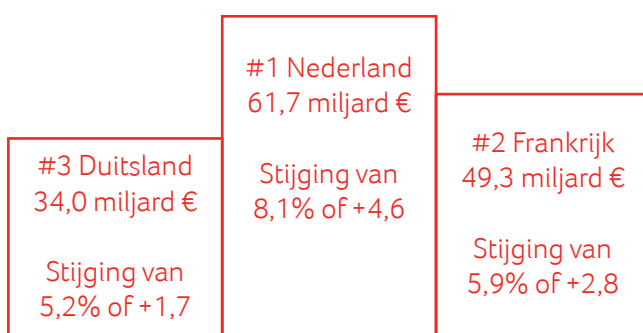 #1 Nederland
61,7 miljard €
Stijging van
8,1% of +4,6
#2 Frankrijk
49,3 miljard €
Stijging van
5,9% of +2,8
#3 Duitsland
34,0 miljard €
Stijging van
5,2% of +1,7